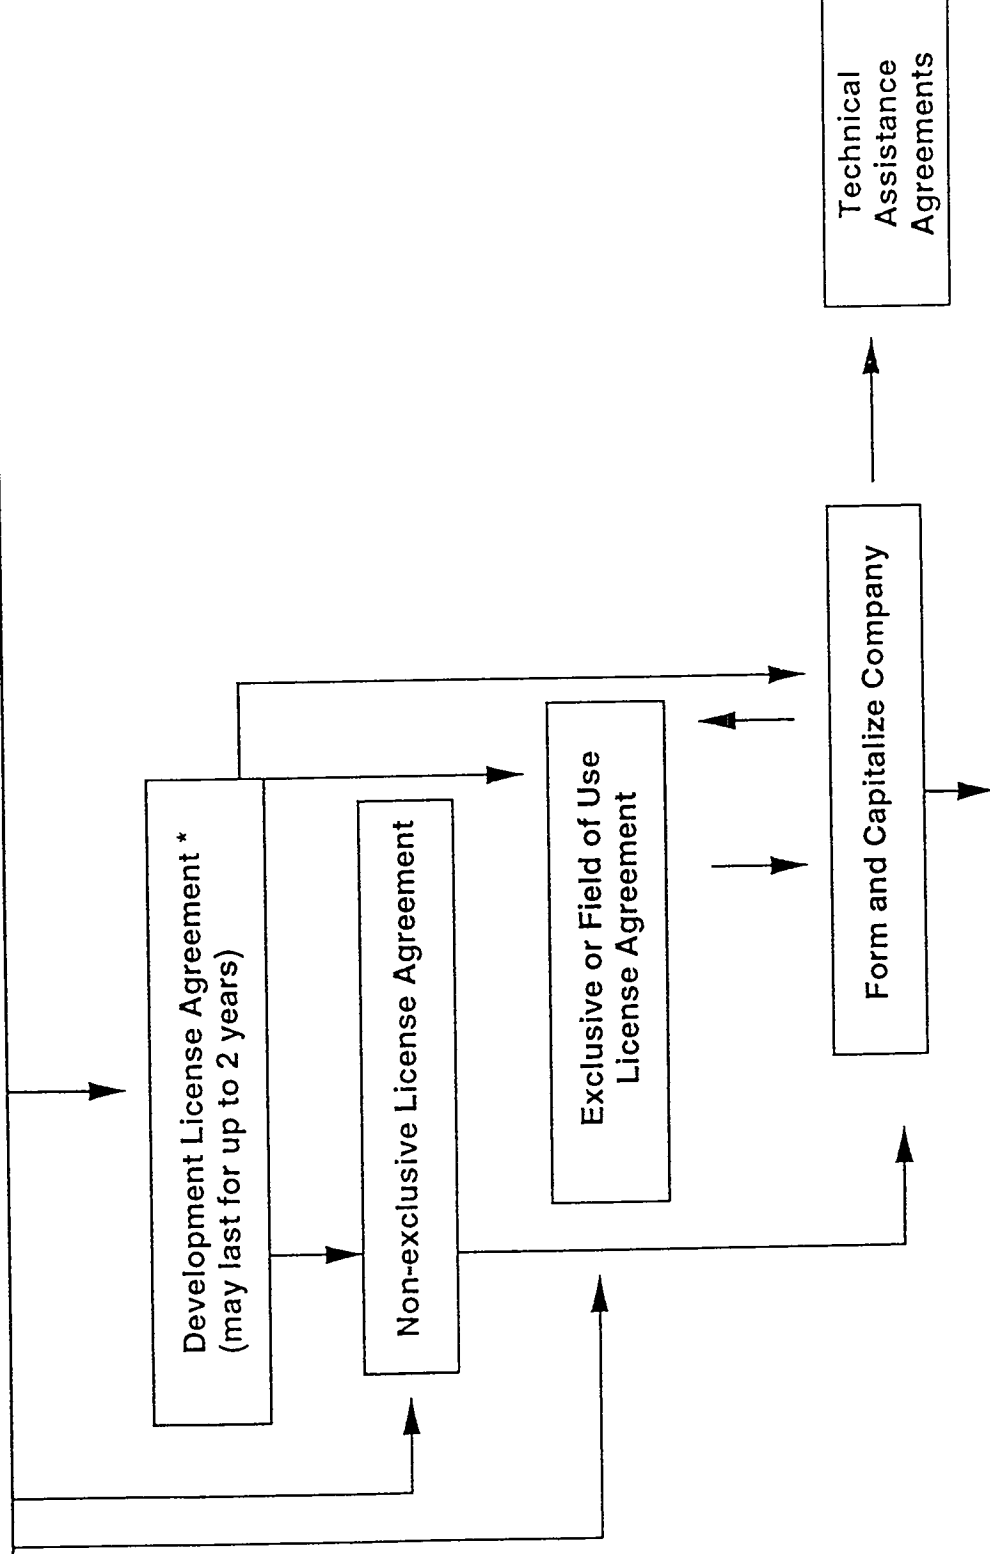 Development License Agreement *
(may last for up to 2 years)
Non-exclusive License Agreement
Exclusive or Field of Use
License Agreement
Form and Capitalize Company
Technical
Assistance
Agreements